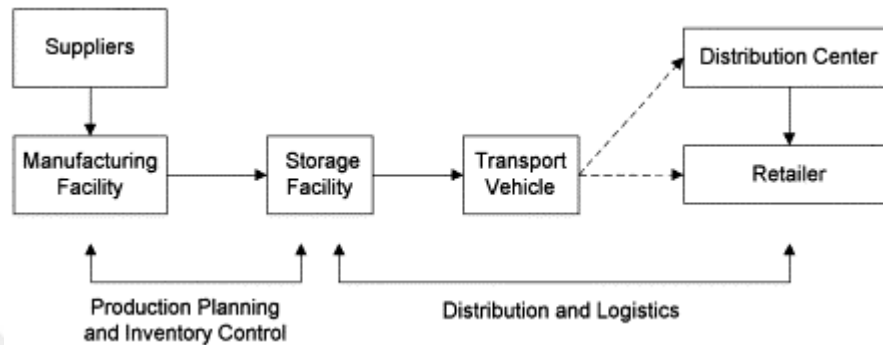 Suppliers
Distribution Center
Manufacturing
Facility
Storage
Facility
Transport
Vehicle
Retailer
Production Planning
and Inventory Control
Distribution and Logistics